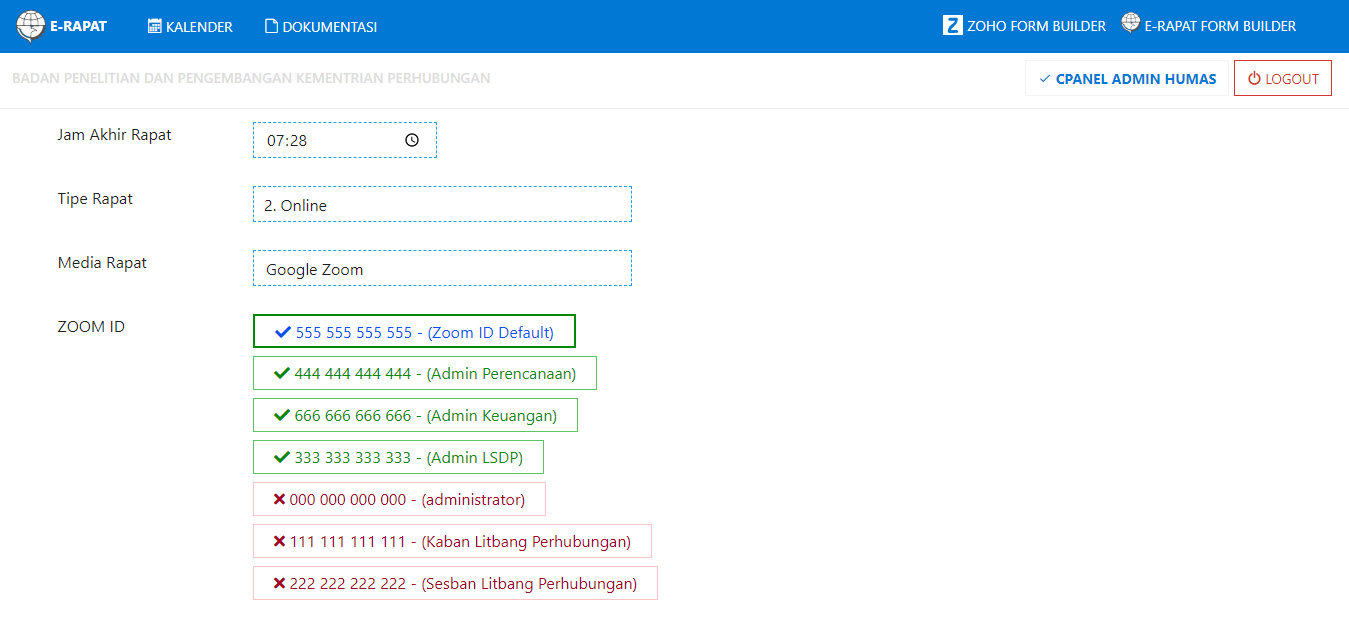 E-RAPAT KALENDER DOKUMENTASI ZOHO FORM BUILDER E-RAPAT FORM BUILDER
BADAN PENELITIAN DAN PENGEMBANGAN KEMENTRIAN PERHUBUNGAN CPANEL ADMIN HUMAS LOGOUT
Jam Akhir Rapat 07:28
Tipe Rapat 2. Online
Media Rapat Google Zoom
ZOOM ID 555 555 555 555 - (Zoom ID Default)
444 444 444 444 - (Admin Perencanaan)
666 666 666 666 - (Admin Keuangan)
333 333 333 333 - (Admin LSDP)
000 000 000 000 - (administrator)
111 111 111 111 - (Kaban Litbang Perhubungan)
222 222 222 222 - (Sesban Litbang Perhubungan)